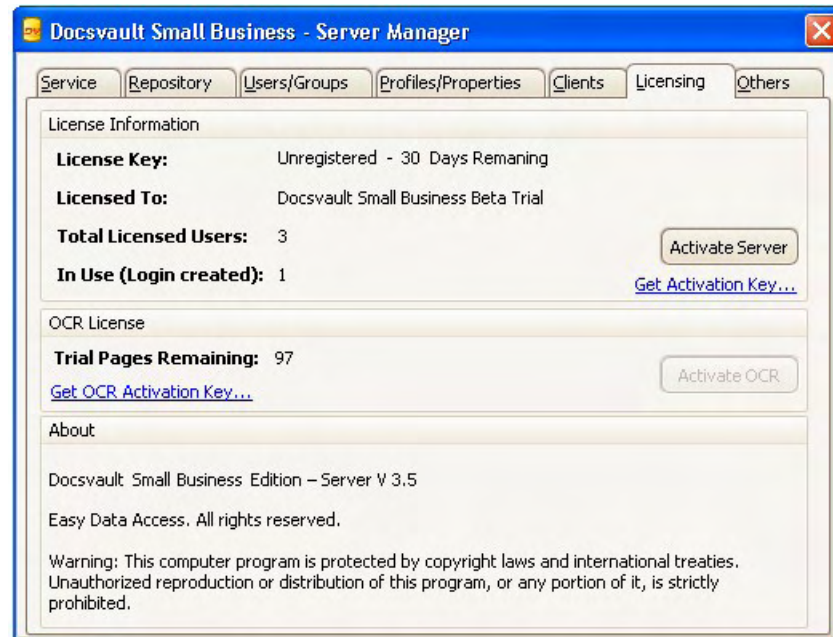 Docsvault Small Business - Server Manager
Service Repository Users/Groups Profiles/Properties Clients Licensing Others
License Information
License Key: Unregistered - 30 Days Remaning
Licensed To: Docsvault Small Business Beta Trial
Total Licensed Users: 3
Activate Server
In Use (Login created): 1
Get Activation Key...
OCR License
Trial Pages Remaining: 97
Activate OCR
Get OCR Activation Key...
About
Docsvault Small Business Edition – Server V 3.5
Easy Data Access. All rights reserved.
Warning: This computer program is protected by copyright laws and international treaties.
Unauthorized reproduction or distribution of this program, or any portion of it, is strictly
prohibited.